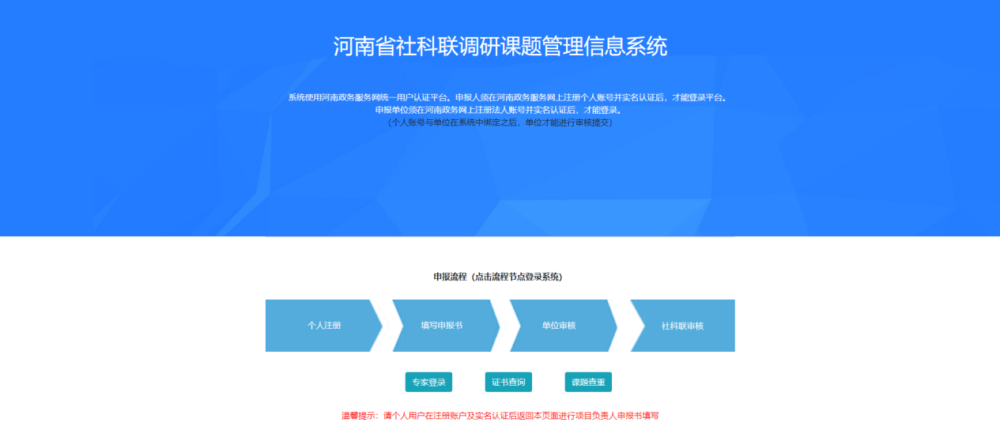 河南省社科联调研课题管理信息系统
系统使用河南政务服务网统一用户认证平台。申报人须在河南政务服务网上注册个人账号并实名认证后，才能登录平台。
申报单位须在河南政务网上注册法人账号并实名认证后，才能登录。
（个人账号与单位在系统中绑定之后，单位才能进行审核提交）
申报流程（点击流程节点登录系统）
个人注册
填写申报书
单位审核
社科联审核
专家登录
证书查询
课题查重
温馨提示：请个人用户在注册账户及实名认证后返回本页面进行项目负责人申报书填写